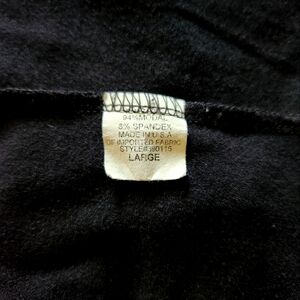 94% MODAL
6% SPANDEX
MADE IN U.S.A
OF IMPORTED FABRIC
LARGE